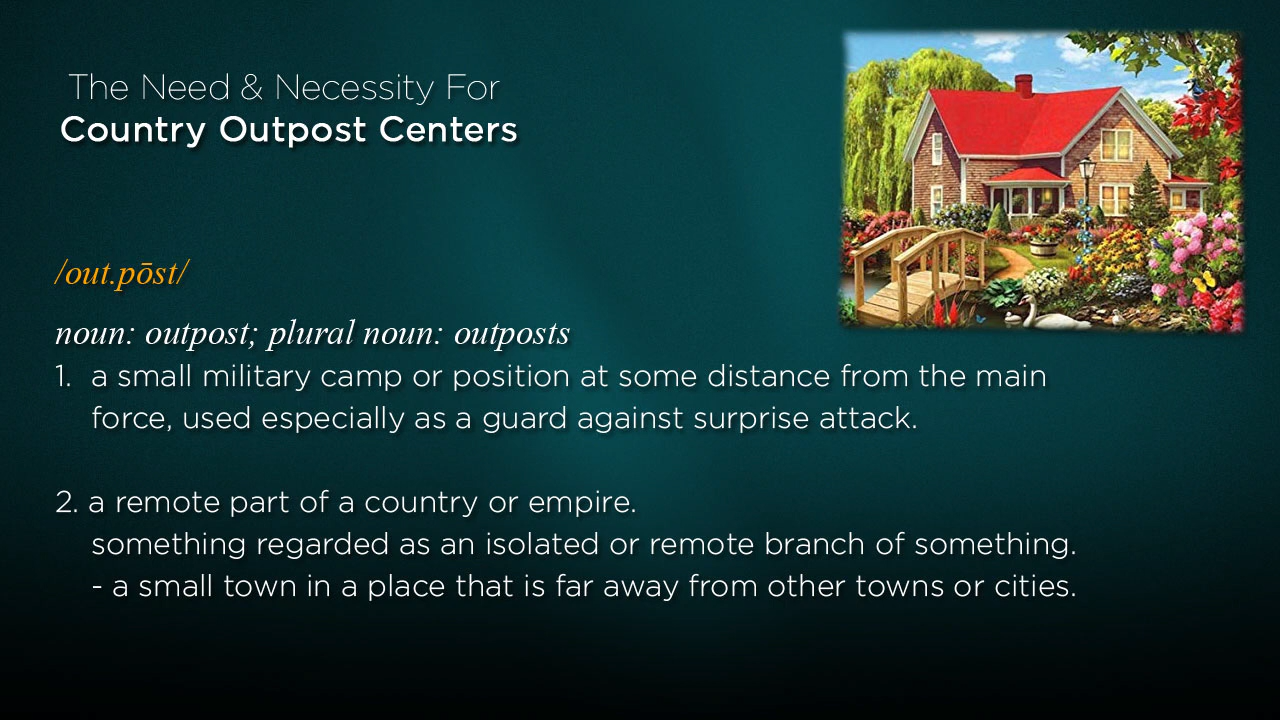 The Need & Necessity For
Country Outpost Centers
/out.pōst/
noun: outpost; plural noun: outposts
1. a small military camp or position at some distance from the main
force, used especially as a guard against surprise attack.
2. a remote part of a country or empire.
something regarded as an isolated or remote branch of something.
- a small town in a place that is far away from other towns or cities.